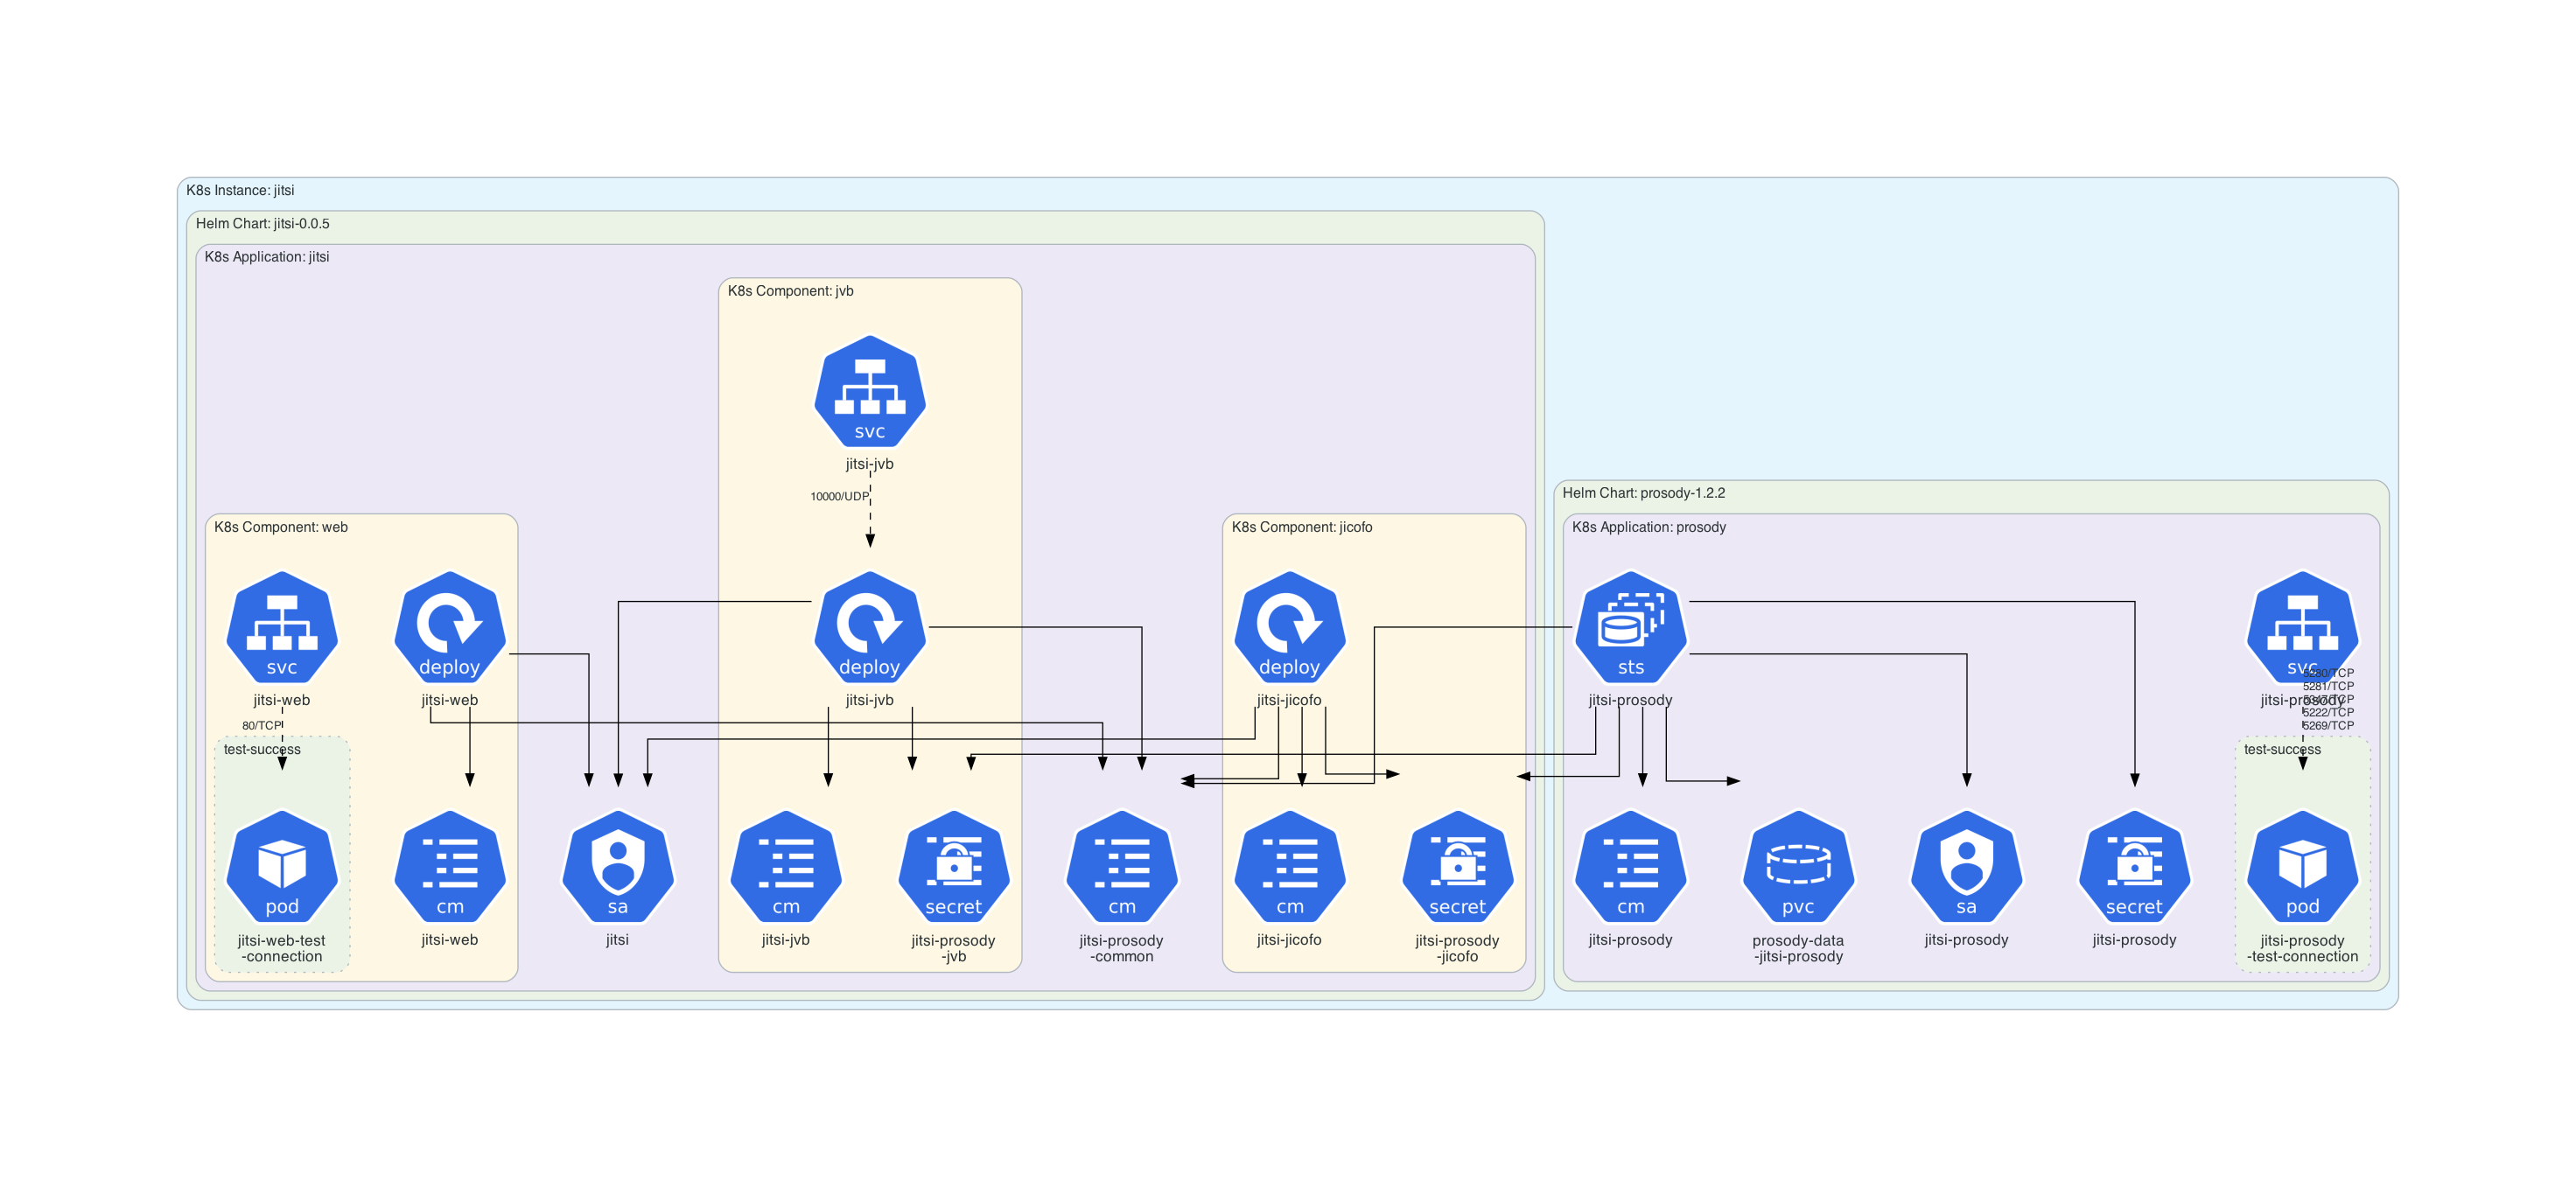 K8s Instance: jitsi
Helm Chart: jitsi-0.0.5
K8s Application: jitsi
K8s Component: jvb
svc
jitsi-jvb
10000/UDP
Helm Chart: prosody-1.2.2
K8s Component: web
K8s Component: jicofo
K8s Application: prosody
svc
deploy
deploy
deploy
sts
svc
jitsi-web
jitsi-web
jitsi-jvb
jitsi-jicofo
jitsi-prosody
jitsi-prosody
5280/TCP
5281/TCP
5347/TCP
5222/TCP
5269/TCP
80/TCP
test-success
test-success
pod
cm
sa
cm
secret
cm
cm
secret
cm
pvc
sa
secret
pod
jitsi-web-test
-connection
jitsi-web
jitsi
jitsi-jvb
jitsi-prosody
-jvb
jitsi-prosody
-common
jitsi-jicofo
jitsi-prosody
-jicofo
jitsi-prosody
prosody-data
-jitsi-prosody
jitsi-prosody
jitsi-prosody
jitsi-prosody
-test-connection